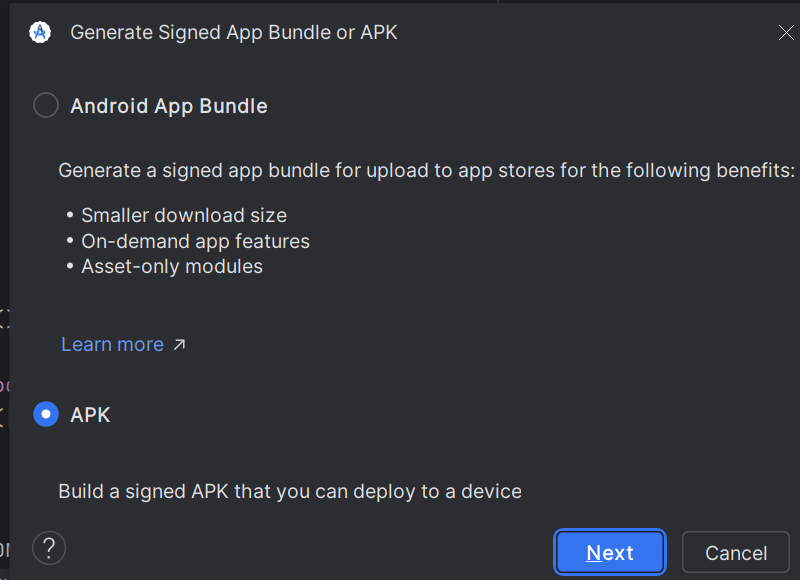 Generate Signed App Bundle or APK
Android App Bundle
Generate a signed app bundle for upload to app stores for the following benefits:
• Smaller download size
• On-demand app features
• Asset-only modules
Learn more ↗
APK
Build a signed APK that you can deploy to a device
?
Next
Cancel